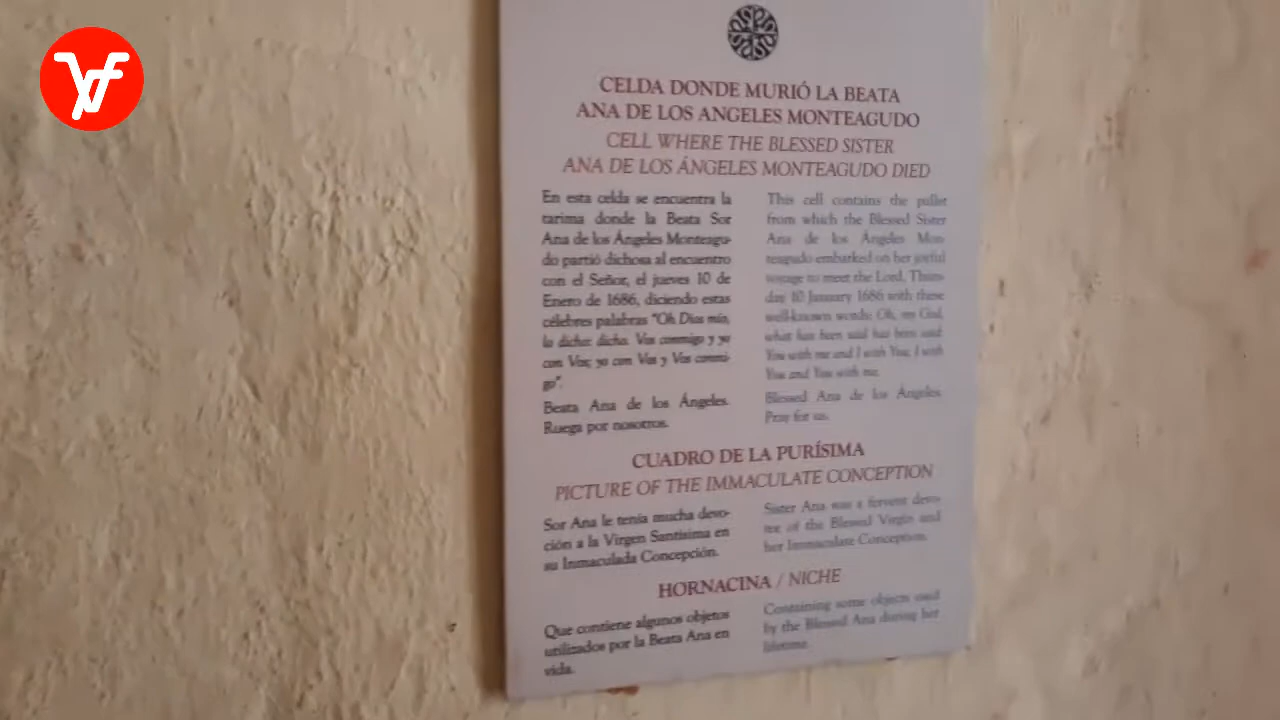 CELDA DONDE MURIÓ LA BEATA
ANA DE LOS ANGELES MONTEAGUDO
CELL WHERE THE BLESSED SISTER
ANA DE LOS ÁNGELES MONTEAGUDO DIED
En esta celda se encuentra la
tarima donde la Beata Sor
Ana de los Ángeles Monteagu-
do partió dichosa al encuentro
con el Señor, el jueves 10 de
Enero de 1686, diciendo estas
célebres palabras "Oh Dios mío,
lo dicho: dicho. Vos conmigo y yo
con Vos; yo con Vos y Vos conmi-
go".
Beata Ana de los Ángeles.
Ruega por nosotros.
This cell contains the pallet
from which the Blessed Sister
Ana de los Ángeles Mon-
teagudo embarked on her joyful
voyage to meet the Lord, Thurs-
day 10 January 1686 with these
well-known words: Oh, my God,
what has been said has been said:
You with me and I with You, I with
You and You with me.
Blessed Ana de los Ángeles.
Pray for us.
CUADRO DE LA PURÍSIMA
PICTURE OF THE IMMACULATE CONCEPTION
Sor Ana le tenía mucha devo-
ción a la Virgen Santísima en
su Inmaculada Concepción.
Sister Ana was a fervent devo-
tee of the Blessed Virgin and
her Immaculate Conception.
HORNACINA / NICHE
Que contiene algunos objetos
utilizados por la Beata Ana en
vida.
Containing some objects used
by the Blessed Ana during her
lifetime.